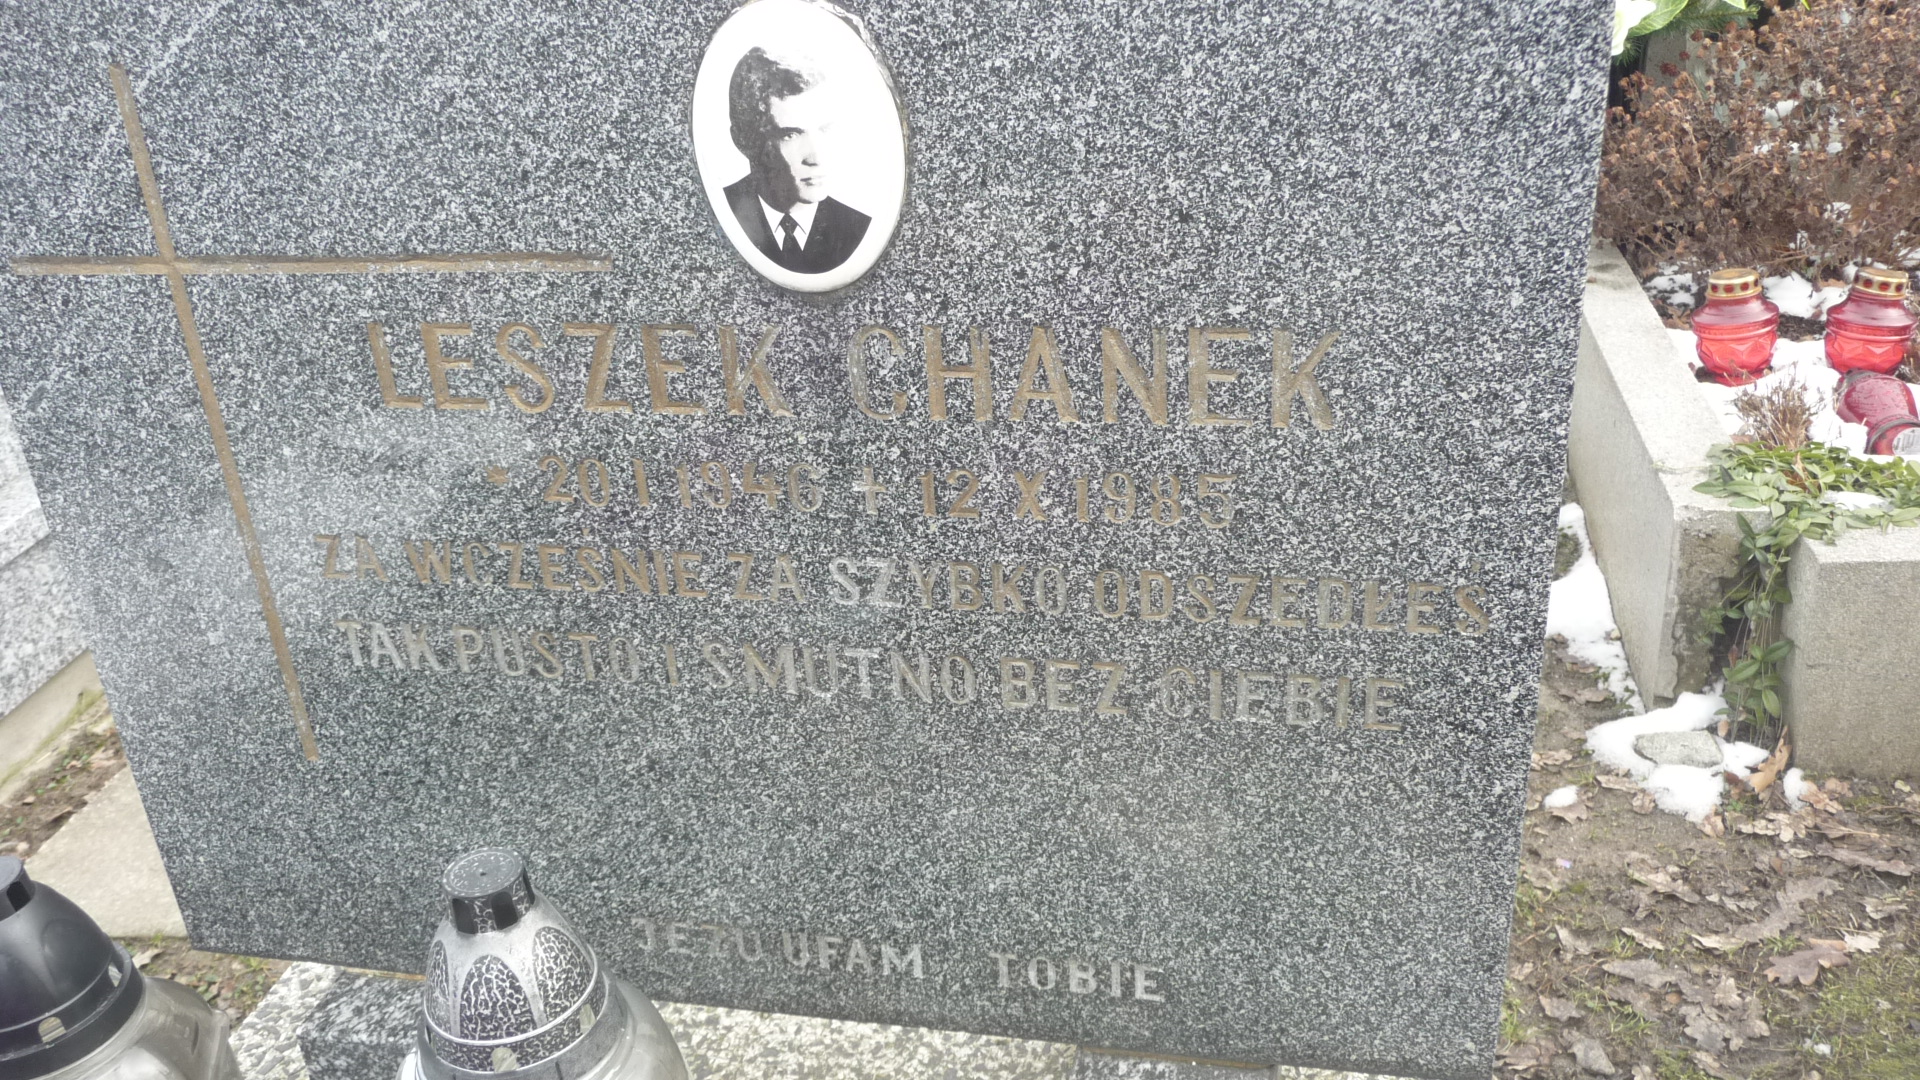 LESZEK CHANEK
* 20 I 1946 + 12 X 1985
ZA WCZEŚNIE ZA SZYBKO ODSZEDŁEŚ
TAK PUSTO I SMUTNO BEZ CIEBIE
JEZU UFAM TOBIE